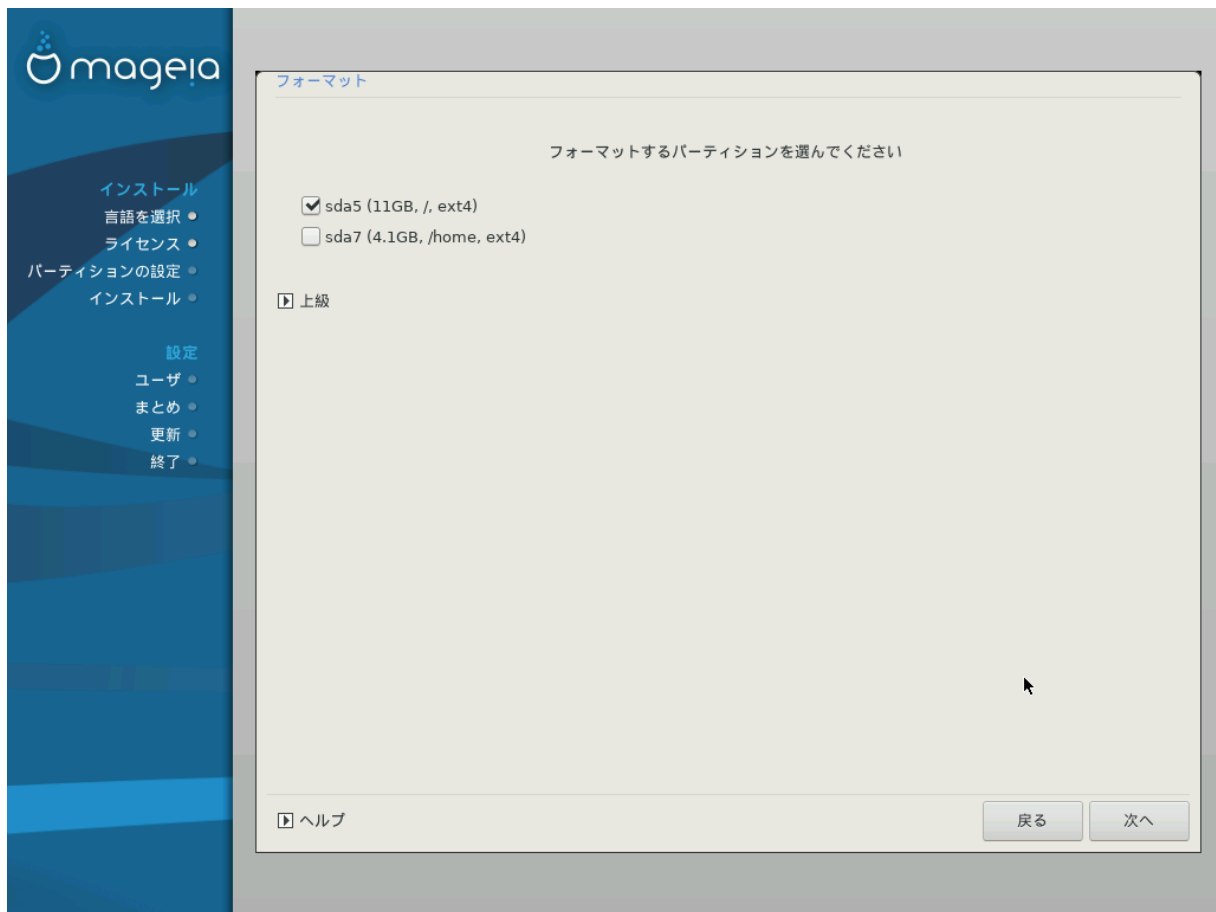 mageia
インストール
言語を選択
ライセンス
パーティションの設定
インストール
設定
ユーザ
まとめ
更新
終了
フォーマット
フォーマットするパーティションを選んでください
sda5 (11GB, /, ext4)
sda7 (4.1GB, /home, ext4)
上級
ヘルプ
戻る
次へ